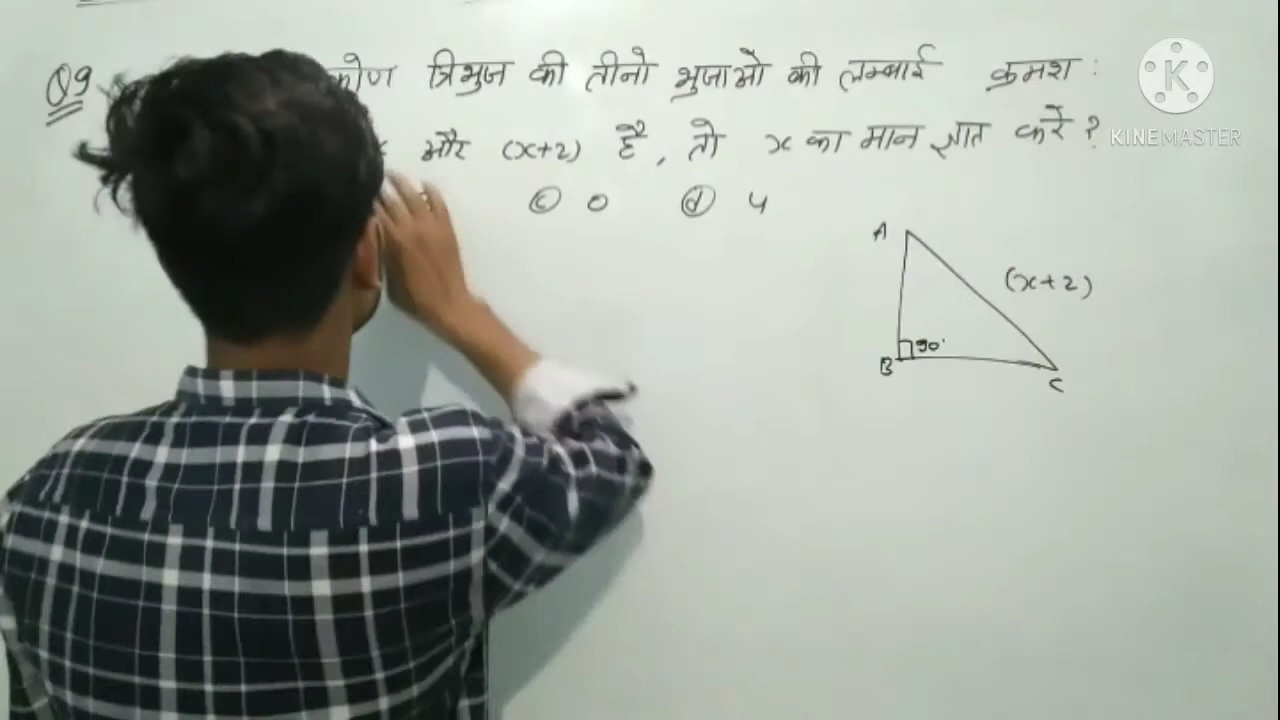 Q9 कोण त्रिभुज की तीनो भुजाओ की लम्बाई क्रमश :
x और (x+2) है, तो x का मान ज्ञात करें ?
(c) 0 (d) 4
A
(x+2)
B 90°
C
K
KINEMASTER